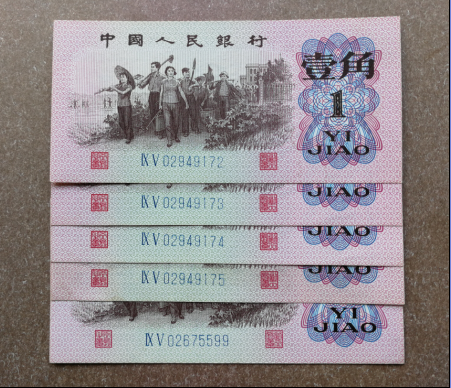 中國人民銀行
壹角
1
YI
JIAO
IX V 02949172
JIAO
IX V 02949173
JIAO
IX V 02949174
JIAO
IX V 02949175
YI
JIAO
IX V 02675599